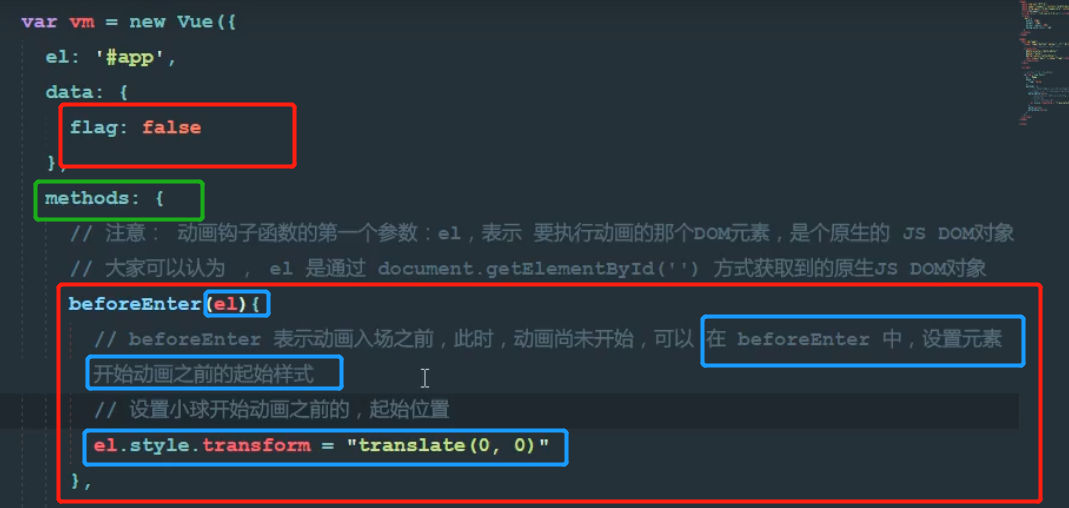 var vm = new Vue({
el: '#app',
data: {
flag: false
},
methods: {
// 注意： 动画钩子函数的第一个参数：el，表示 要执行动画的那个DOM元素，是个原生的 JS DOM对象
// 大家可以认为 ， el 是通过 document.getElementById('') 方式获取到的原生JS DOM对象
beforeEnter(el){
// beforeEnter 表示动画入场之前，此时，动画尚未开始，可以 在 beforeEnter 中，设置元素
开始动画之前的起始样式
// 设置小球开始动画之前的，起始位置
el.style.transform = "translate(0, 0)"
},